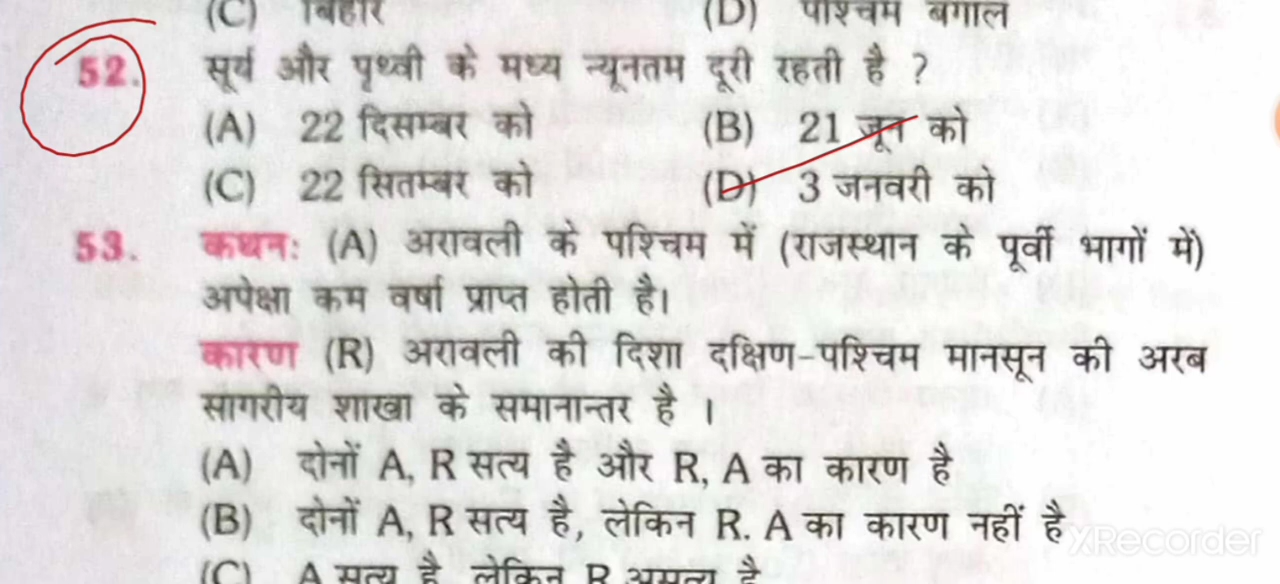 (C) बिहार (D) पश्चिम बंगाल
52. सूर्य और पृथ्वी के मध्य न्यूनतम दूरी रहती है ?
(A) 22 दिसम्बर को (B) 21 जून को
(C) 22 सितम्बर को (D) 3 जनवरी को
53. कथनः (A) अरावली के पश्चिम में (राजस्थान के पूर्वी भागों में)
अपेक्षा कम वर्षा प्राप्त होती है।
कारण (R) अरावली की दिशा दक्षिण-पश्चिम मानसून की अरब
सागरीय शाखा के समानान्तर है ।
(A) दोनों A, R सत्य है और R, A का कारण है
(B) दोनों A, R सत्य है, लेकिन R. A का कारण नहीं है
(C) A सत्य है, लेकिन R असत्य है
XRecorder